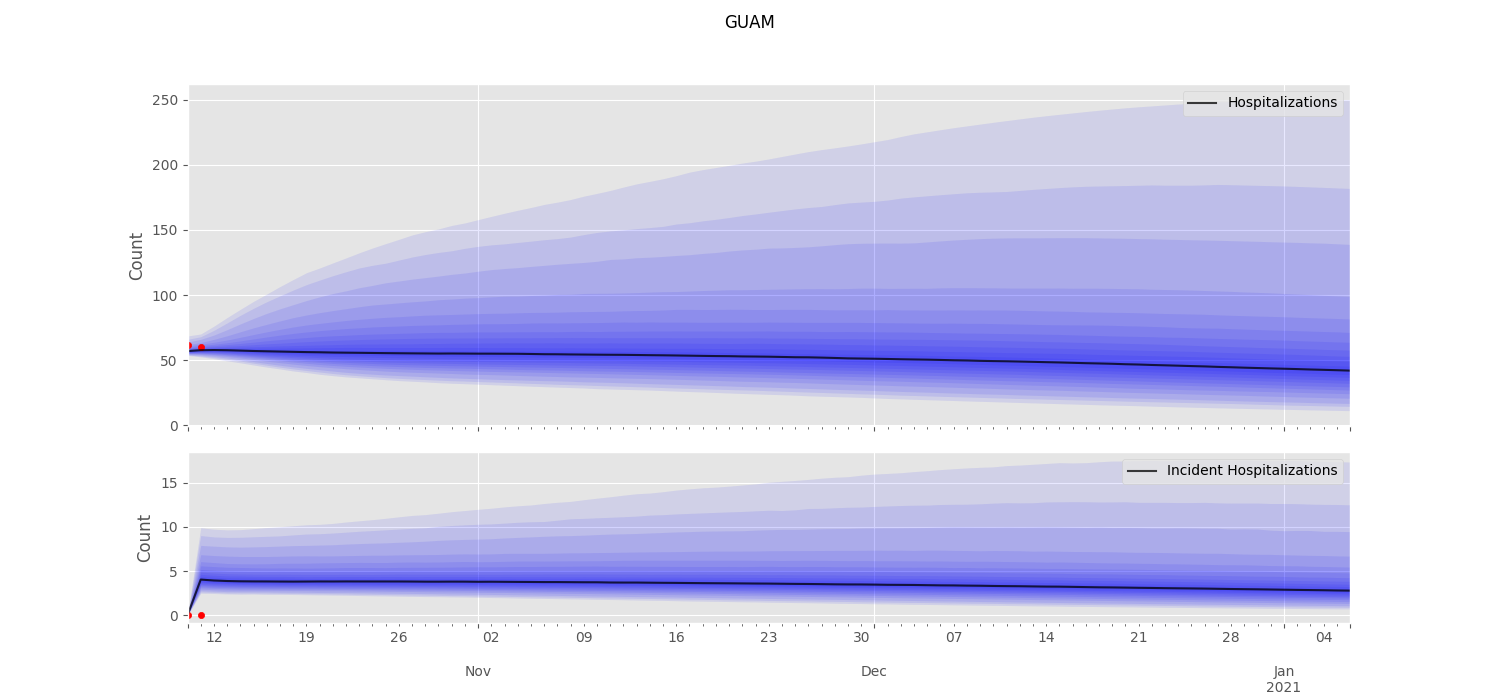 GUAM
250
200
150
100
50
0
Count
Hospitalizations
15
10
5
0
Count
Incident Hospitalizations
12 19 26 02 09 16 23 30 07 14 21 28 04
Nov Dec Jan
2021